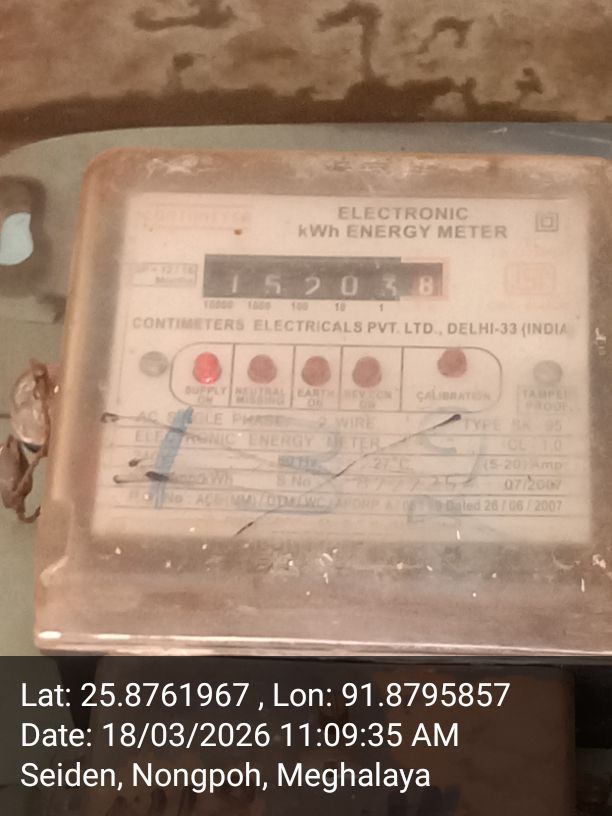 ELECTRONIC
kWh ENERGY METER
1 5 2 0 3 8
10000 1000 100 10 1
CONTIMETERS ELECTRICALS PVT. LTD., DELHI-33 (INDIA
SUPPLY ON
NEUTRAL MISSING
EARTH ON
REV.CON. ON
CALIBRATION
TAMPER PROOF
AC SINGLE PHASE 2 WIRE TYPE SK 95
ELECTRONIC ENERGY METER CL 1.0
27°C (5-20) Amp
S.No 07/2007
Dated 26 / 06 / 2007
Lat: 25.8761967 , Lon: 91.8795857
Date: 18/03/2026 11:09:35 AM
Seiden, Nongpoh, Meghalaya